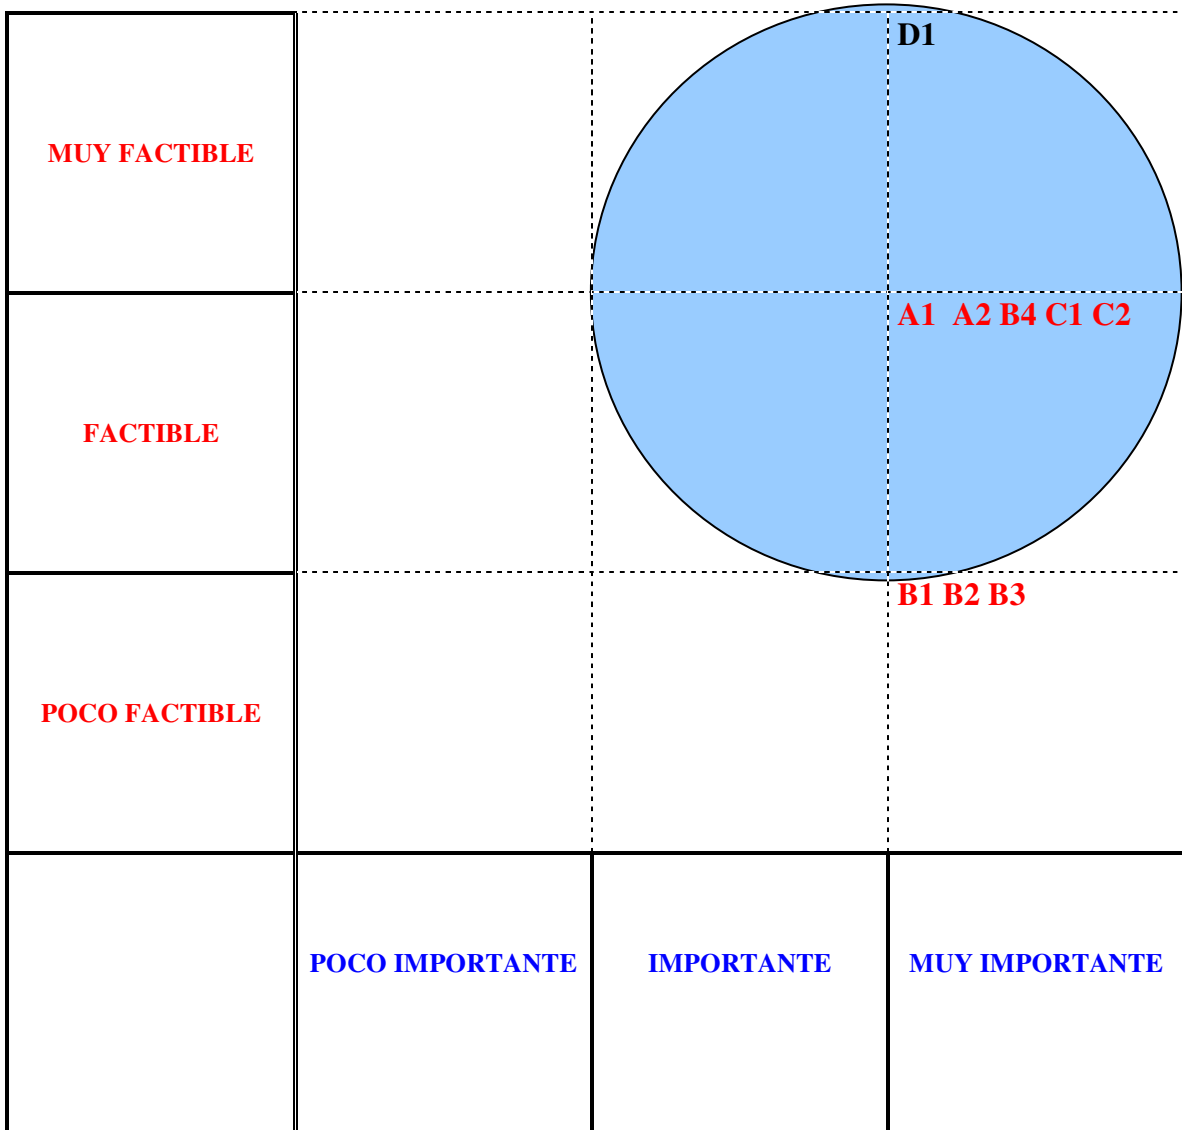 D1
MUY FACTIBLE
A1 A2 B4 C1 C2
FACTIBLE
B1 B2 B3
POCO FACTIBLE
POCO IMPORTANTE
IMPORTANTE
MUY IMPORTANTE